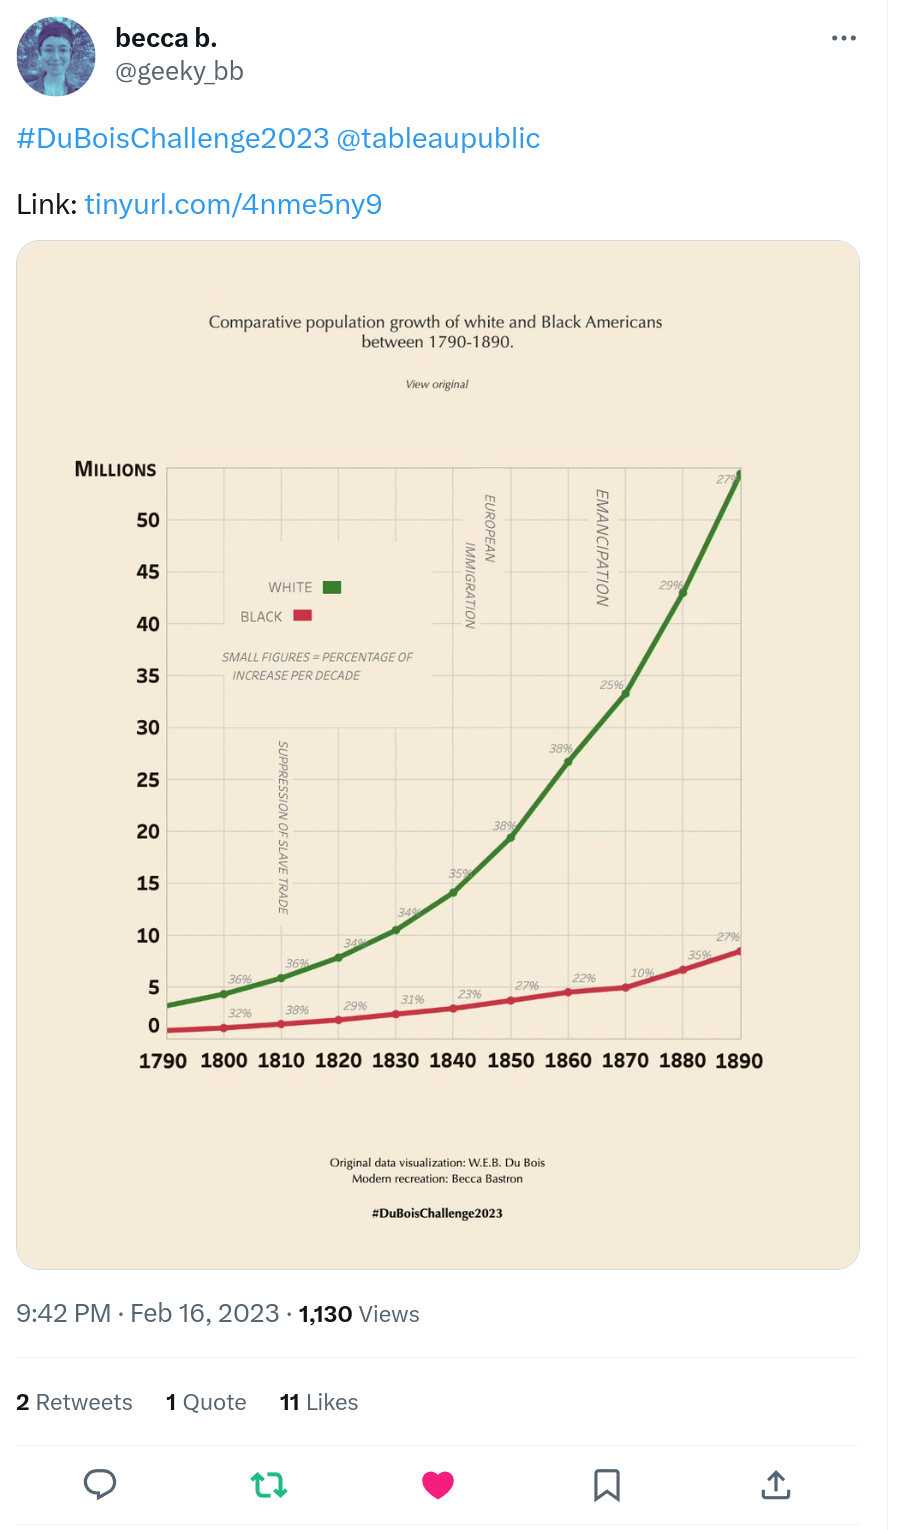 becca b.
@geeky_bb
#DuBoisChallenge2023 @tableaupublic
Link: tinyurl.com/4nme5ny9
Comparative population growth of white and Black Americans
between 1790-1890.
View original
MILLIONS
50
45
40
35
30
25
20
15
10
5
0
WHITE
BLACK
SMALL FIGURES = PERCENTAGE OF
INCREASE PER DECADE
SUPPRESSION OF SLAVE TRADE
EUROPEAN
IMMIGRATION
EMANCIPATION
36%
36%
34%
34%
35%
38%
38%
25%
29%
27%
32%
38%
29%
31%
23%
27%
22%
10%
35%
27%
1790 1800 1810 1820 1830 1840 1850 1860 1870 1880 1890
Original data visualization: W.E.B. Du Bois
Modern recreation: Becca Bastron
#DuBoisChallenge2023
9:42 PM · Feb 16, 2023 · 1,130 Views
2 Retweets 1 Quote 11 Likes